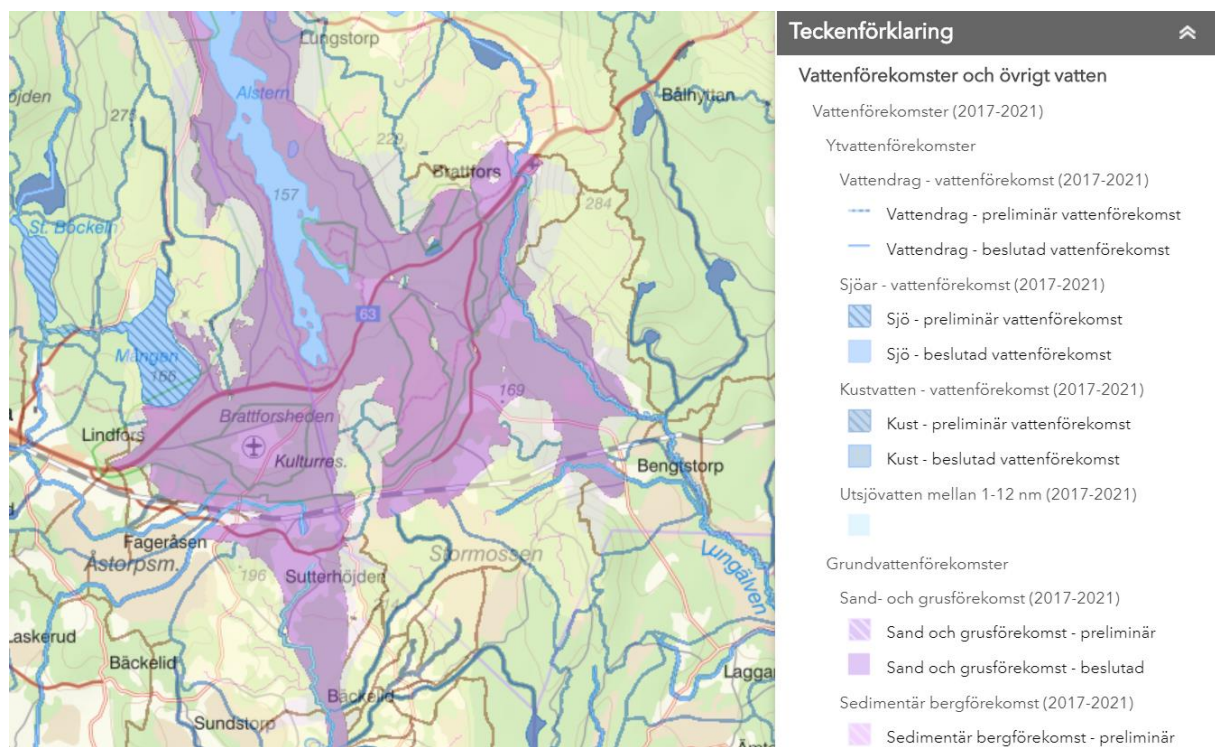 Lungstorp
öjden
275
Alstern
Bålhyttan
229
Brattfors
157
284
St. Böckeln
63
Mången
166
169
Brattforsheden
Lindfors
Kulturres.
Bengtstorp
Fageråsen
Stormossen
Åstorpsm.
196
Sutterhöjden
Lungälven
214
Laskerud
Bäckelid
Laggar
Bäckelid
Sundstorp
Teckenförklaring
Vattenförekomster och övrigt vatten
Vattenförekomster (2017-2021)
Ytvattenförekomster
Vattendrag - vattenförekomst (2017-2021)
Vattendrag - preliminär vattenförekomst
Vattendrag - beslutad vattenförekomst
Sjöar - vattenförekomst (2017-2021)
Sjö - preliminär vattenförekomst
Sjö - beslutad vattenförekomst
Kustvatten - vattenförekomst (2017-2021)
Kust - preliminär vattenförekomst
Kust - beslutad vattenförekomst
Utsjövatten mellan 1-12 nm (2017-2021)
Grundvattenförekomster
Sand- och grusförekomst (2017-2021)
Sand och grusförekomst - preliminär
Sand och grusförekomst - beslutad
Sedimentär bergförekomst (2017-2021)
Sedimentär bergförekomst - preliminär